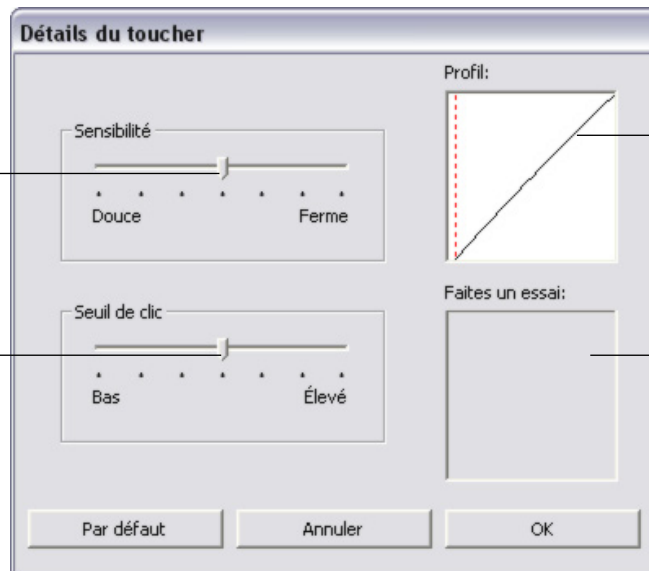 Détails du toucher
Profil:
Sensibilité
Douce Ferme
Faites un essai:
Seuil de clic
Bas Élevé
Par défaut Annuler OK